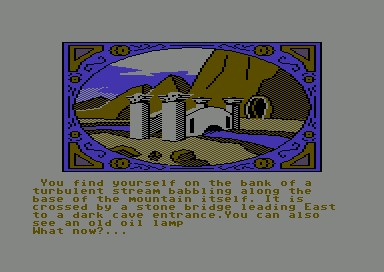 You find yourself on the bank of a
turbulent stream babbling along the
base of the mountain itself. It is
crossed by a stone bridge leading East
to a dark cave entrance.You can also
see an old oil lamp
What now?...